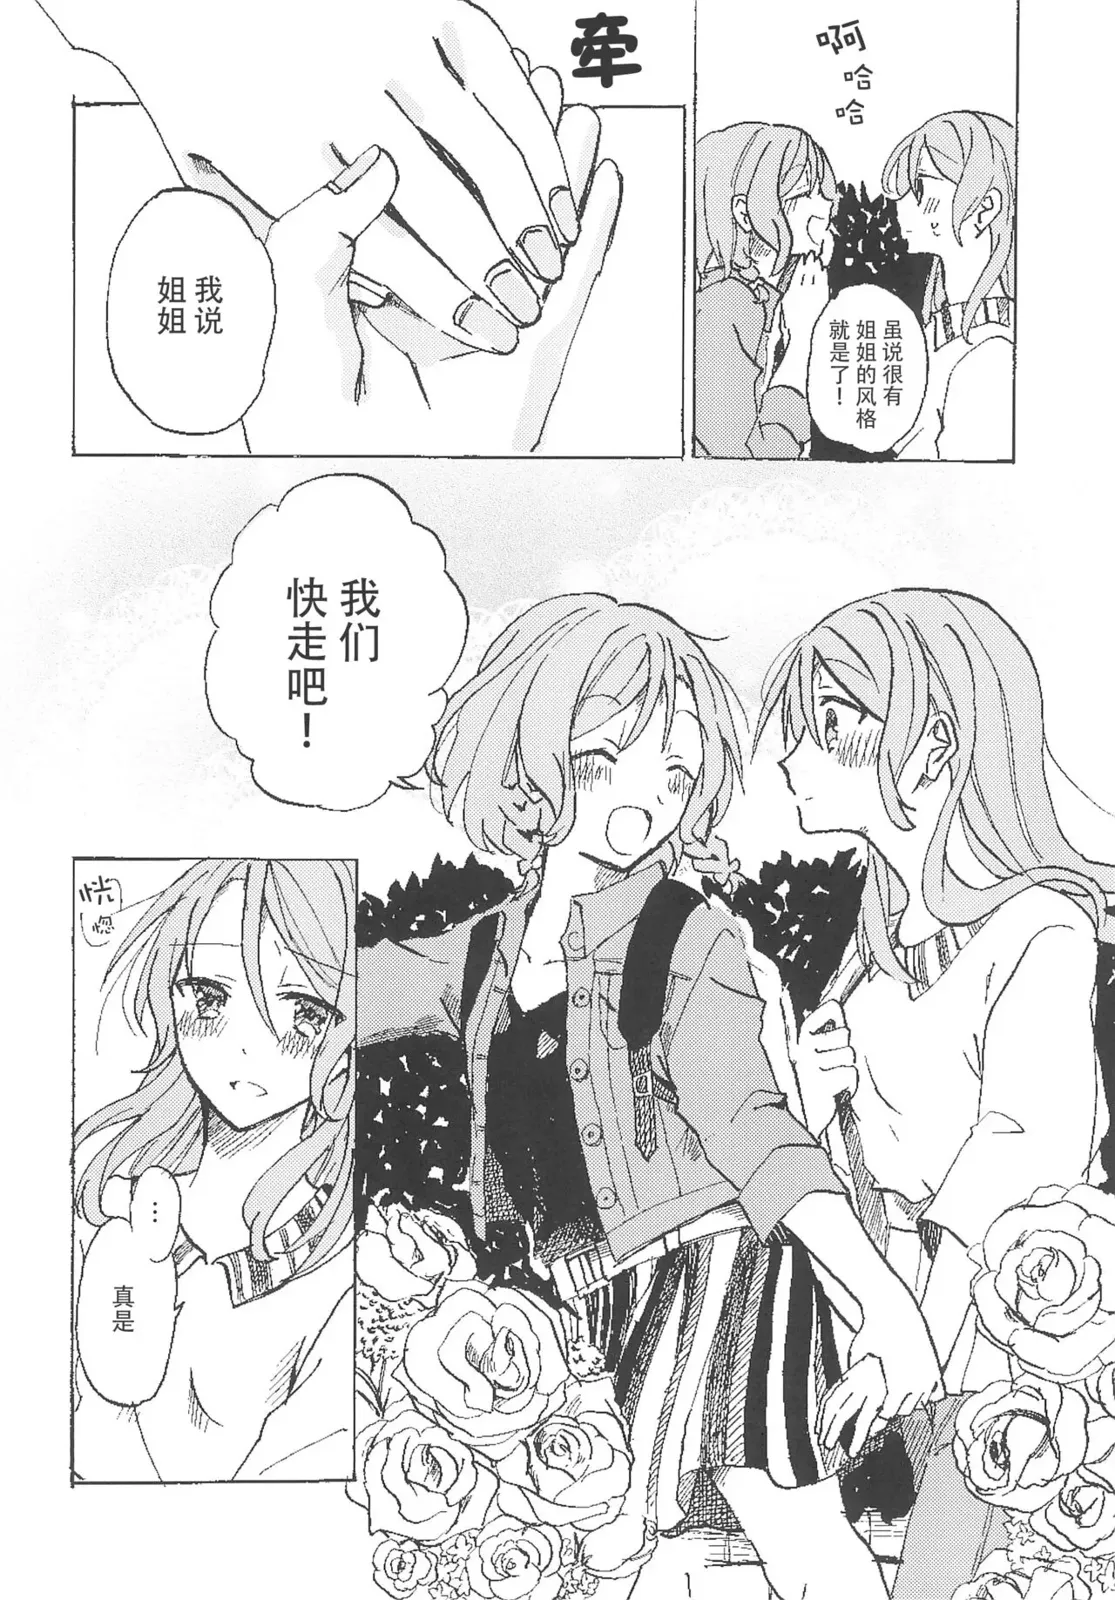 啊
哈
哈
虽说很有
姐姐的风格
就是了！
牵
我说
姐姐
我们
快走吧！
恍
惚
…
真是